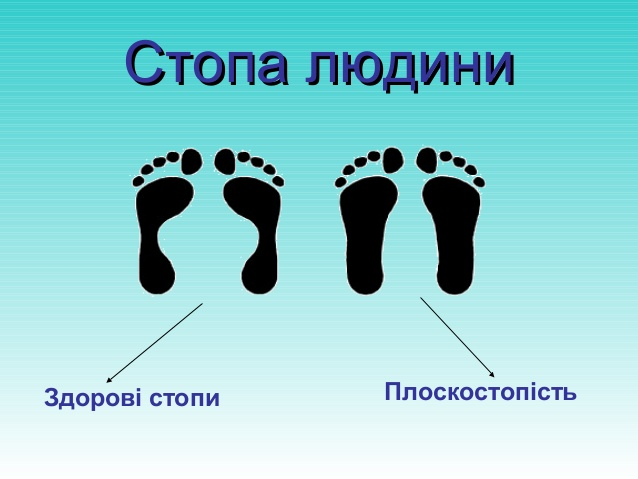 Стопа людини
Здорові стопи
Плоскостопість